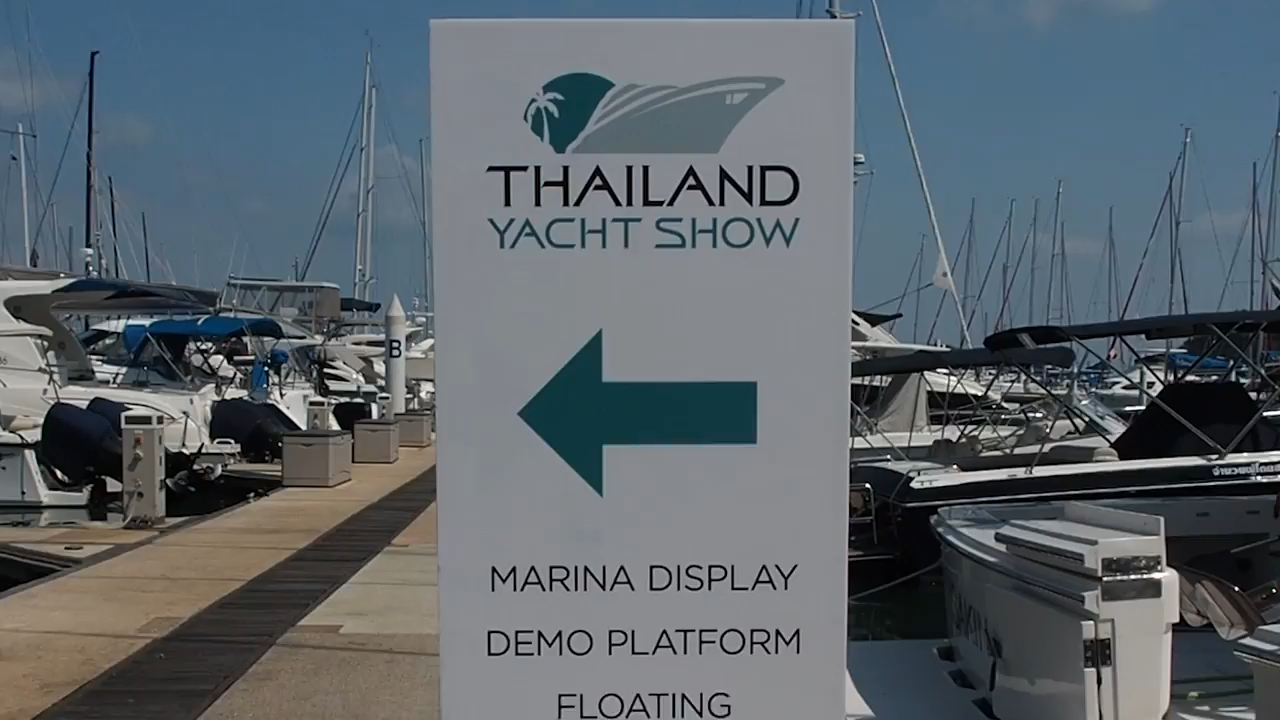 THAILAND
YACHT SHOW
B
MARINA DISPLAY
DEMO PLATFORM
FLOATING